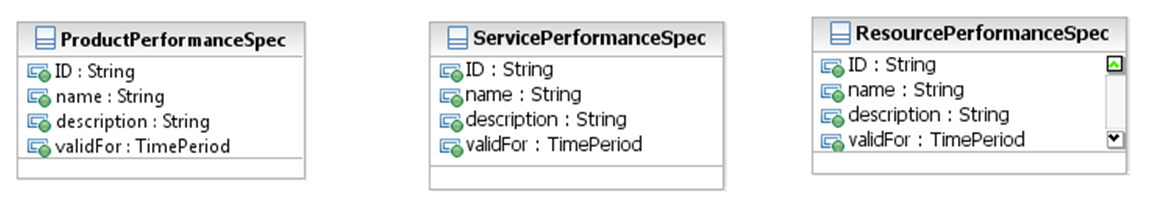 ProductPerformanceSpec
ID : String
name : String
description : String
validFor : TimePeriod
ServicePerformanceSpec
ID : String
name : String
description : String
validFor : TimePeriod
ResourcePerformanceSpec
ID : String
name : String
description : String
validFor : TimePeriod